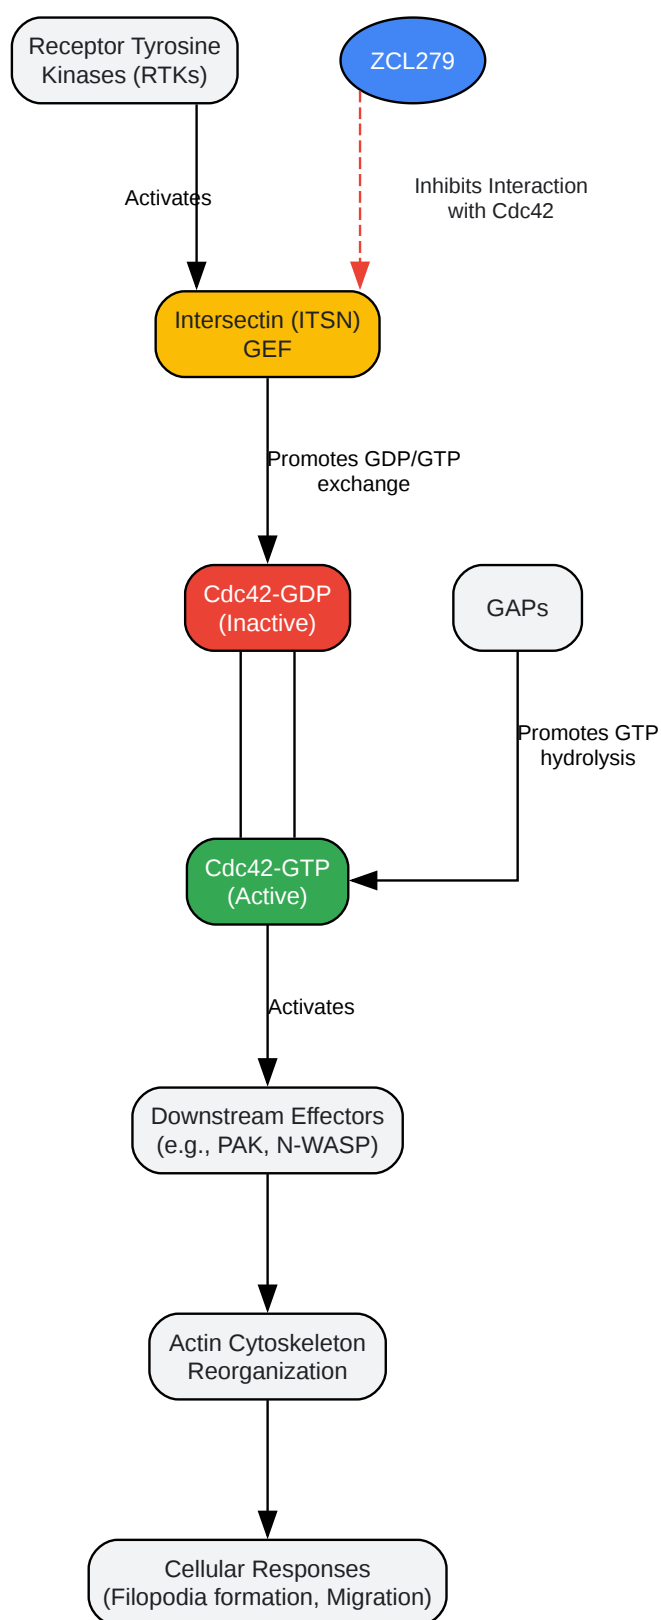 Receptor Tyrosine
Kinases (RTKs)
ZCL279
Activates
Inhibits Interaction
with Cdc42
Intersectin (ITSN)
GEF
Promotes GDP/GTP
exchange
Cdc42-GDP
(Inactive)
GAPs
Promotes GTP
hydrolysis
Cdc42-GTP
(Active)
Activates
Downstream Effectors
(e.g., PAK, N-WASP)
Actin Cytoskeleton
Reorganization
Cellular Responses
(Filopodia formation, Migration)